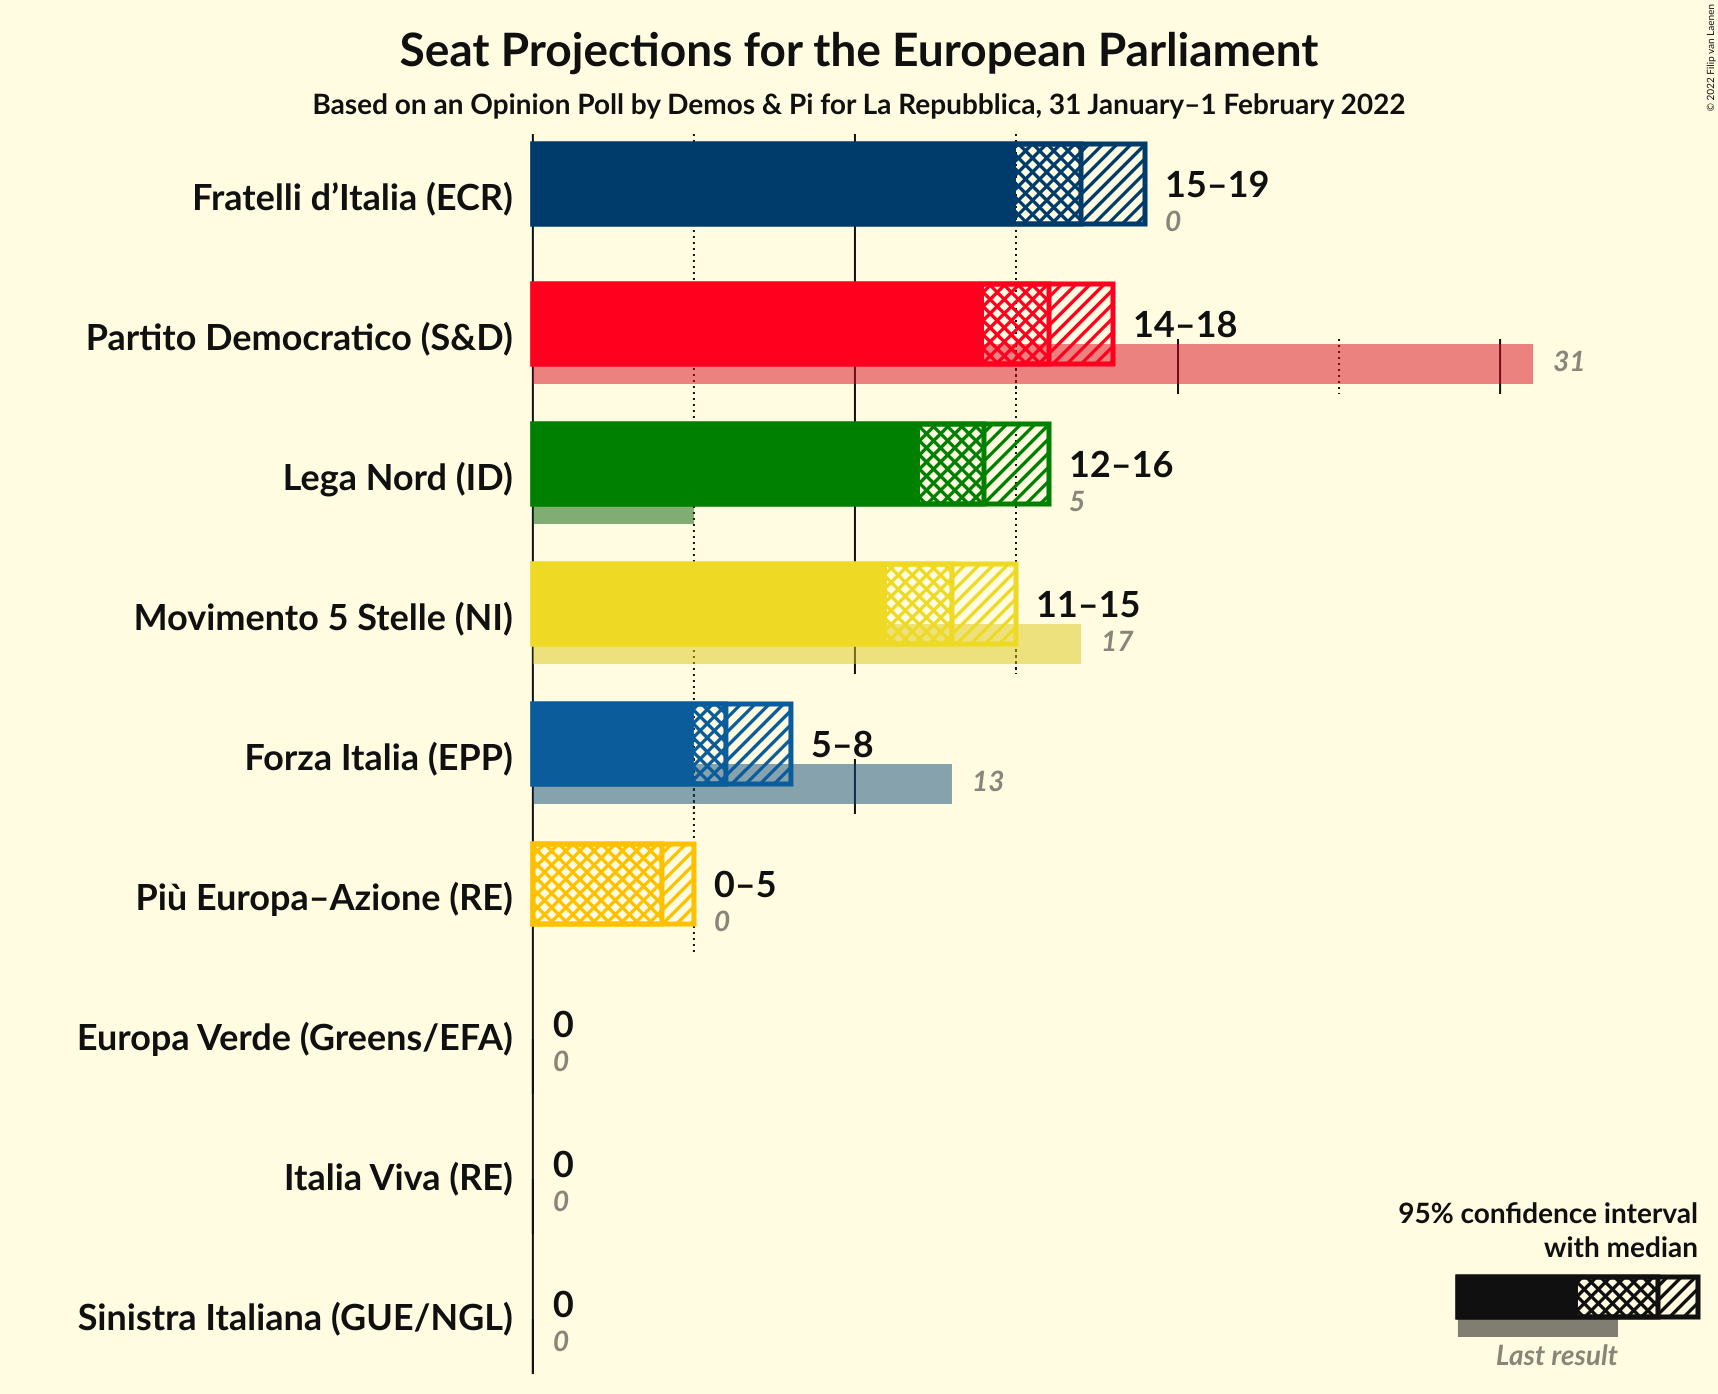 Seat Projections for the European Parliament
Based on an Opinion Poll by Demos & Pi for La Repubblica, 31 January–1 February 2022
© 2022 Filip van Laenen
Fratelli d’Italia (ECR)
15–19
0
Partito Democratico (S&D)
14–18
31
Lega Nord (ID)
12–16
5
Movimento 5 Stelle (NI)
11–15
17
Forza Italia (EPP)
5–8
13
Più Europa–Azione (RE)
0–5
0
Europa Verde (Greens/EFA)
0
0
Italia Viva (RE)
0
0
Sinistra Italiana (GUE/NGL)
0
0
95% confidence interval
with median
Last result